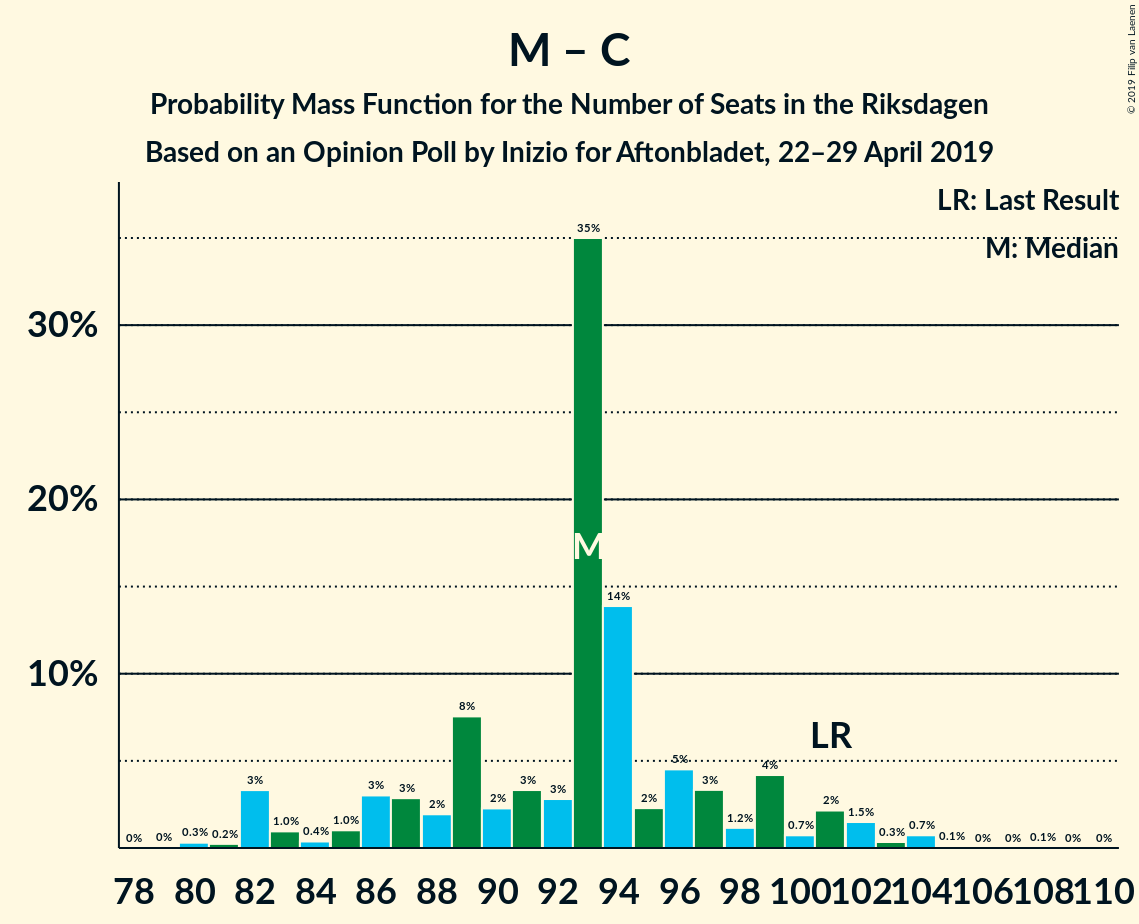 M – C
Probability Mass Function for the Number of Seats in the Riksdagen
Based on an Opinion Poll by Inizio for Aftonbladet, 22–29 April 2019
© 2019 Filip van Laenen
LR: Last Result
M: Median
30%
20%
10%
0% 0% 0.3% 0.2% 3% 1.0% 0.4% 1.0% 3% 3% 2% 8% 2% 3% 3% 35% 14% 2% 5% 3% 1.2% 4% 0.7% 2% 1.5% 0.3% 0.7% 0.1% 0% 0% 0.1% 0% 0%
M
LR
78 80 82 84 86 88 90 92 94 96 98 100 102 104 106 108 110